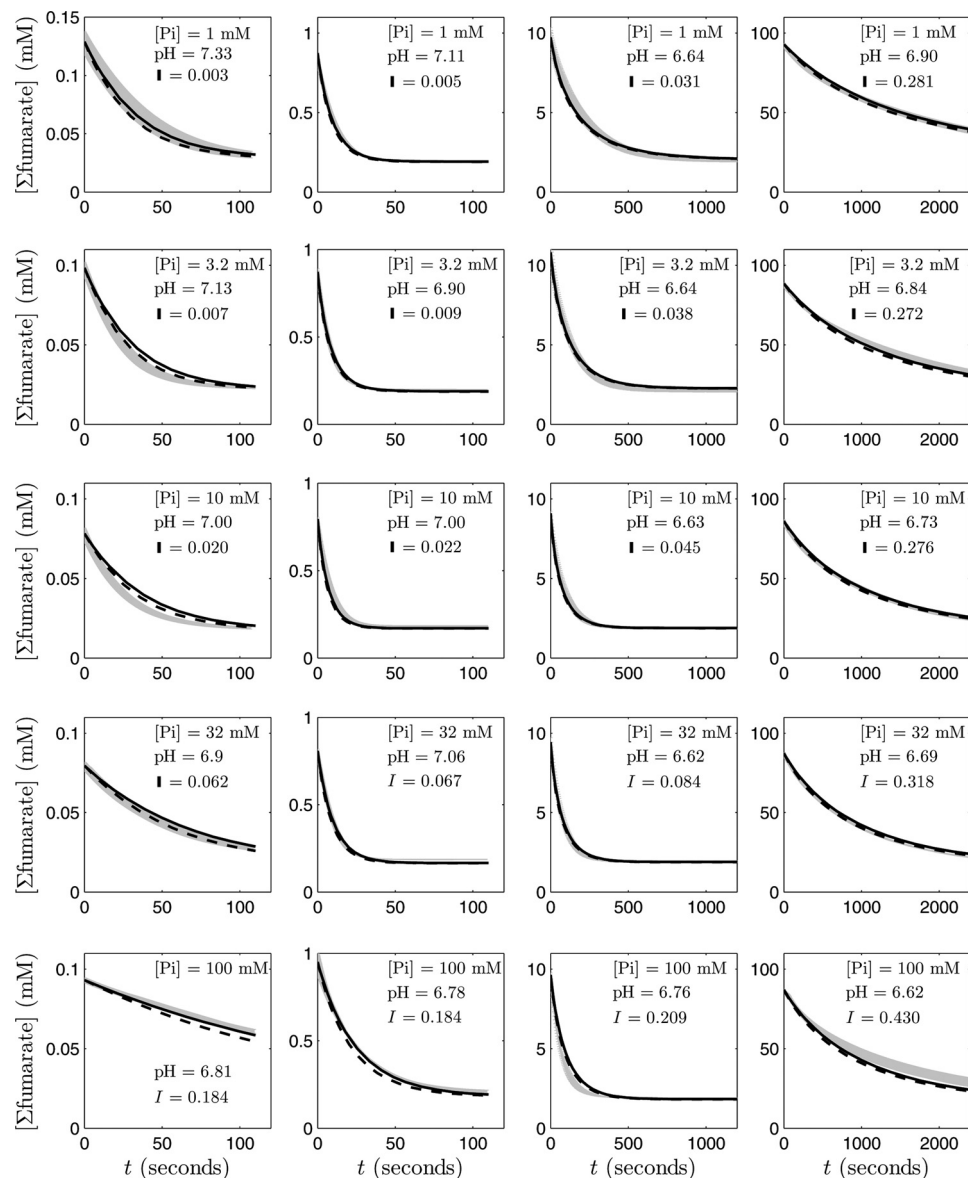 [Σfumarate] (mM)
0.15
0.1
0.05
0
[Pi] = 1 mM
pH = 7.33
I = 0.003
0 50 100
1
0.5
0
[Pi] = 1 mM
pH = 7.11
I = 0.005
0 50 100
10
5
0
[Pi] = 1 mM
pH = 6.64
I = 0.031
0 500 1000
100
50
0
[Pi] = 1 mM
pH = 6.90
I = 0.281
0 1000 2000
[Σfumarate] (mM)
0.1
0.05
0
[Pi] = 3.2 mM
pH = 7.13
I = 0.007
0 50 100
1
0.5
0
[Pi] = 3.2 mM
pH = 6.90
I = 0.009
0 50 100
10
5
0
[Pi] = 3.2 mM
pH = 6.64
I = 0.038
0 500 1000
100
50
0
[Pi] = 3.2 mM
pH = 6.84
I = 0.272
0 1000 2000
[Σfumarate] (mM)
0.1
0.05
0
[Pi] = 10 mM
pH = 7.00
I = 0.020
0 50 100
1
0.5
0
[Pi] = 10 mM
pH = 7.00
I = 0.022
0 50 100
10
5
0
[Pi] = 10 mM
pH = 6.63
I = 0.045
0 500 1000
100
50
0
[Pi] = 10 mM
pH = 6.73
I = 0.276
0 1000 2000
[Σfumarate] (mM)
0.1
0.05
0
[Pi] = 32 mM
pH = 6.9
I = 0.062
0 50 100
1
0.5
0
[Pi] = 32 mM
pH = 7.06
I = 0.067
0 50 100
10
5
0
[Pi] = 32 mM
pH = 6.62
I = 0.084
0 500 1000
100
50
0
[Pi] = 32 mM
pH = 6.69
I = 0.318
0 1000 2000
[Σfumarate] (mM)
0.1
0.05
0
[Pi] = 100 mM
pH = 6.81
I = 0.184
0 50 100
t (seconds)
1
0.5
0
[Pi] = 100 mM
pH = 6.78
I = 0.184
0 50 100
t (seconds)
10
5
0
[Pi] = 100 mM
pH = 6.76
I = 0.209
0 500 1000
t (seconds)
100
50
0
[Pi] = 100 mM
pH = 6.62
I = 0.430
0 1000 2000
t (seconds)